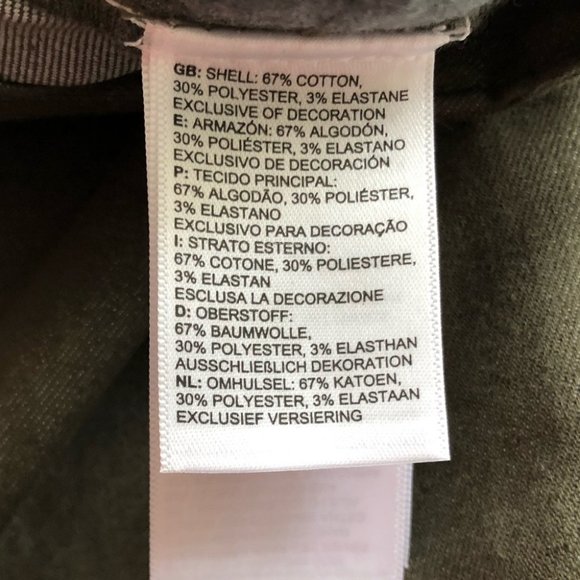 GB: SHELL: 67% COTTON,
30% POLYESTER, 3% ELASTANE
EXCLUSIVE OF DECORATION
E: ARMAZÓN: 67% ALGODÓN,
30% POLIÉSTER, 3% ELASTANO
EXCLUSIVO DE DECORACIÓN
P: TECIDO PRINCIPAL:
67% ALGODÃO, 30% POLIÉSTER,
3% ELASTANO
EXCLUSIVO PARA DECORAÇÃO
I: STRATO ESTERNO:
67% COTONE, 30% POLIESTERE,
3% ELASTAN
ESCLUSA LA DECORAZIONE
D: OBERSTOFF:
67% BAUMWOLLE,
30% POLYESTER, 3% ELASTHAN
AUSSCHLIEßLICH DEKORATION
NL: OMHULSEL: 67% KATOEN,
30% POLYESTER, 3% ELASTAAN
EXCLUSIEF VERSIERING